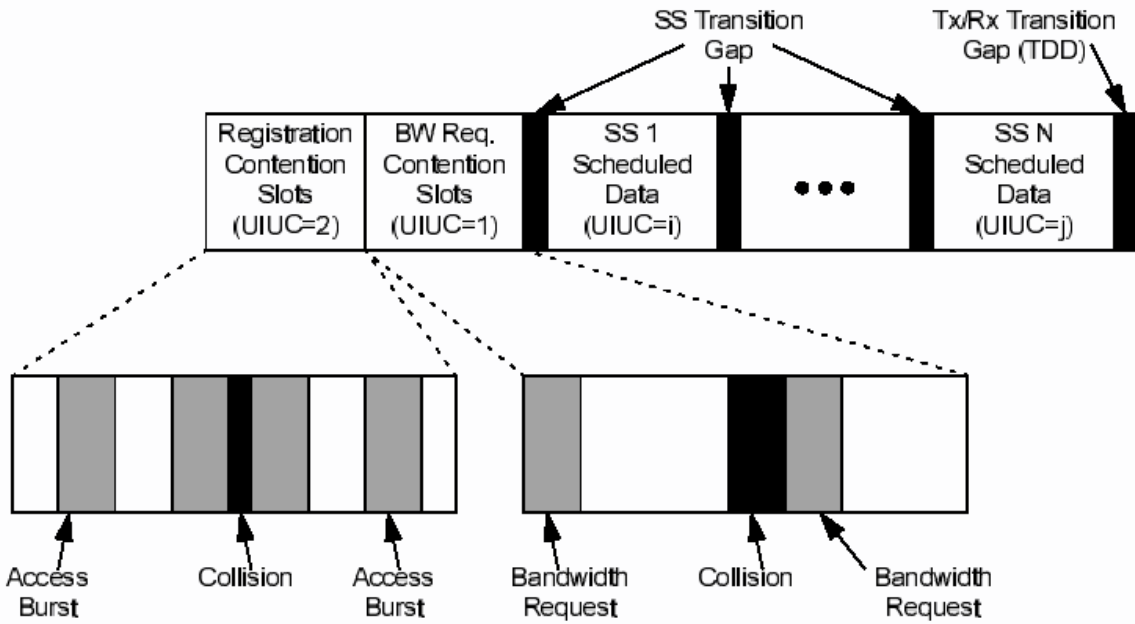 SS Transition
Gap
Tx/Rx Transition
Gap (TDD)
Registration
Contention
Slots
(UIUC=2)
BW Req.
Contention
Slots
(UIUC=1)
SS 1
Scheduled
Data
(UIUC=i)
SS N
Scheduled
Data
(UIUC=j)
Access
Burst
Collision
Access
Burst
Bandwidth
Request
Collision
Bandwidth
Request